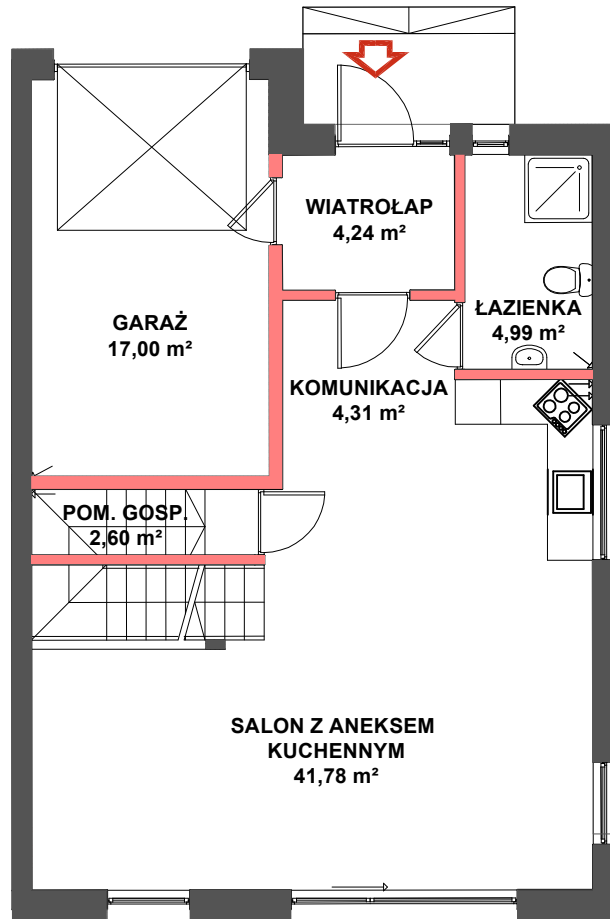 WIATROŁAP
4,24 m²
GARAŻ
17,00 m²
ŁAZIENKA
4,99 m²
KOMUNIKACJA
4,31 m²
POM. GOSP.
2,60 m²
SALON Z ANEKSEM
KUCHENNYM
41,78 m²